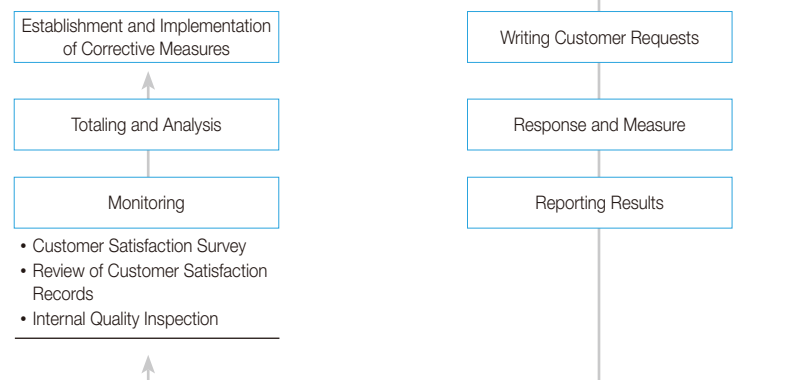 Establishment and Implementation
of Corrective Measures
Totaling and Analysis
Monitoring
• Customer Satisfaction Survey
• Review of Customer Satisfaction
Records
• Internal Quality Inspection
Writing Customer Requests
Response and Measure
Reporting Results